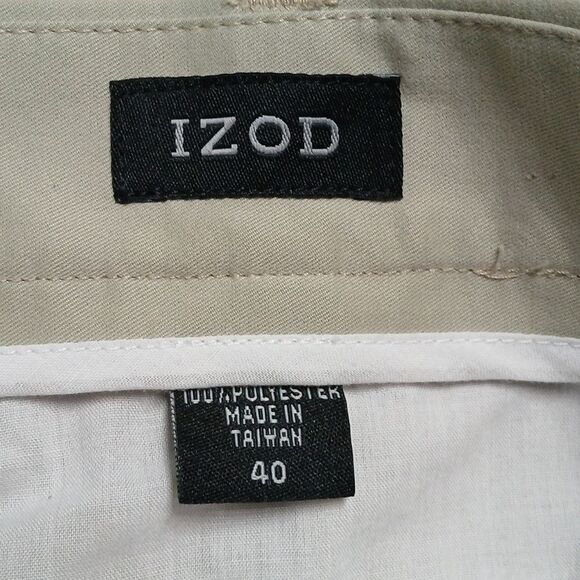 IZOD
100% POLYESTER
MADE IN
TAIWAN
40